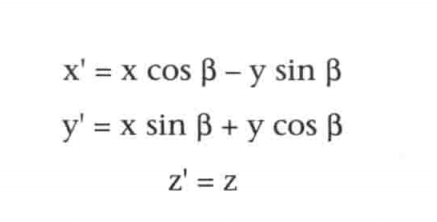 x' = x cos β – y sin β
y' = x sin β + y cos β
z' = z